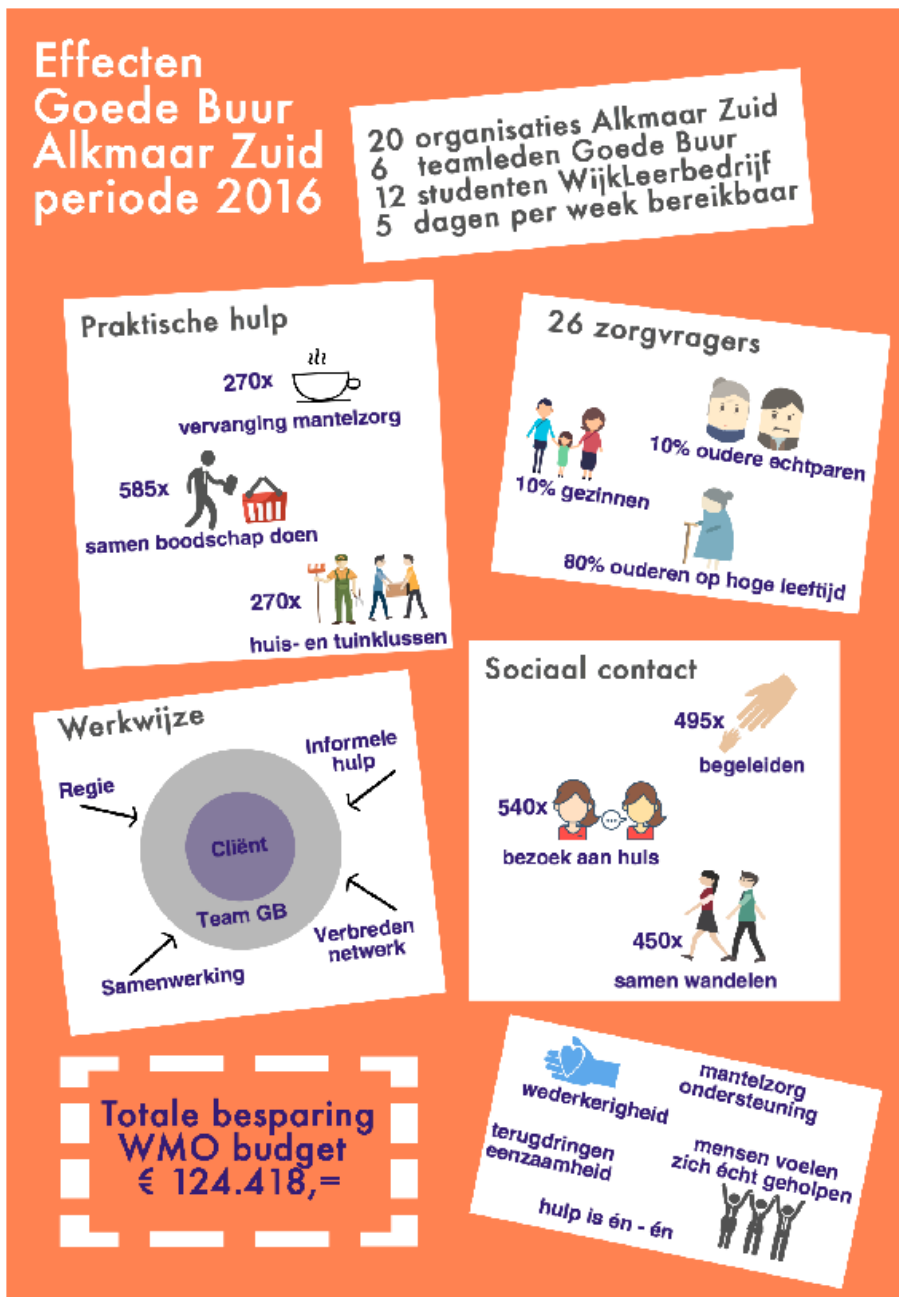 Effecten
Goede Buur
Alkmaar Zuid
periode 2016
20 organisaties Alkmaar Zuid
6 teamleden Goede Buur
12 studenten WijkLeerbedrijf
5 dagen per week bereikbaar
Praktische hulp
270x
vervanging mantelzorg
585x
samen boodschap doen
270x
huis- en tuinklussen
26 zorgvragers
10% gezinnen
10% oudere echtparen
80% ouderen op hoge leeftijd
Werkwijze
Regie
Informele
hulp
Cliënt
Team GB
Samenwerking
Verbreden
netwerk
Sociaal contact
495x
begeleiden
540x
bezoek aan huis
450x
samen wandelen
Totale besparing
WMO budget
€ 124.418,=
wederkerigheid
mantelzorg
ondersteuning
terugdringen
eenzaamheid
mensen voelen
zich écht geholpen
hulp is én - én